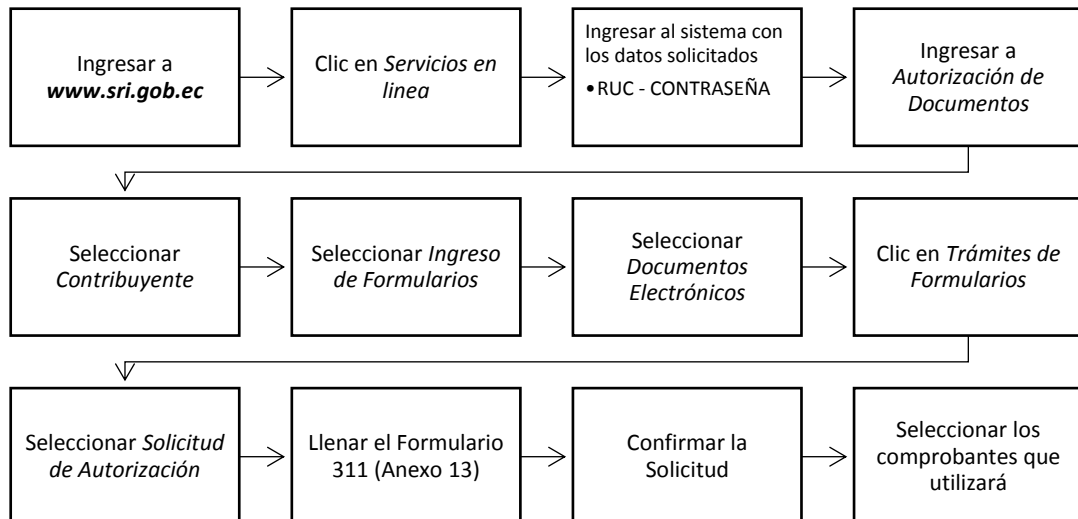 Ingresar a
www.sri.gob.ec
Clic en Servicios en
linea
Ingresar al sistema con
los datos solicitados
•RUC - CONTRASEÑA
Ingresar a
Autorización de
Documentos
Seleccionar
Contribuyente
Seleccionar Ingreso
de Formularios
Seleccionar
Documentos
Electrónicos
Clic en Trámites de
Formularios
Seleccionar Solicitud
de Autorización
Llenar el Formulario
311 (Anexo 13)
Confirmar la
Solicitud
Seleccionar los
comprobantes que
utilizará